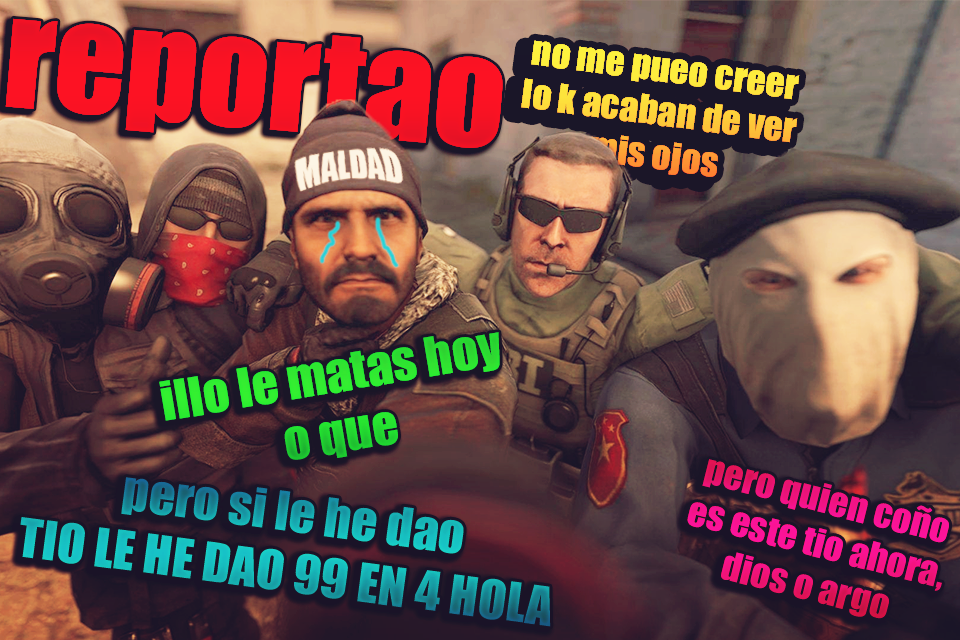 reportao
no me pueo creer
lo k acaban de ver
mis ojos
MALDAD
illo le matas hoy
o que
pero si le he dao
TIO LE HE DAO 99 EN 4 HOLA
pero quien coño
es este tio ahora,
dios o argo